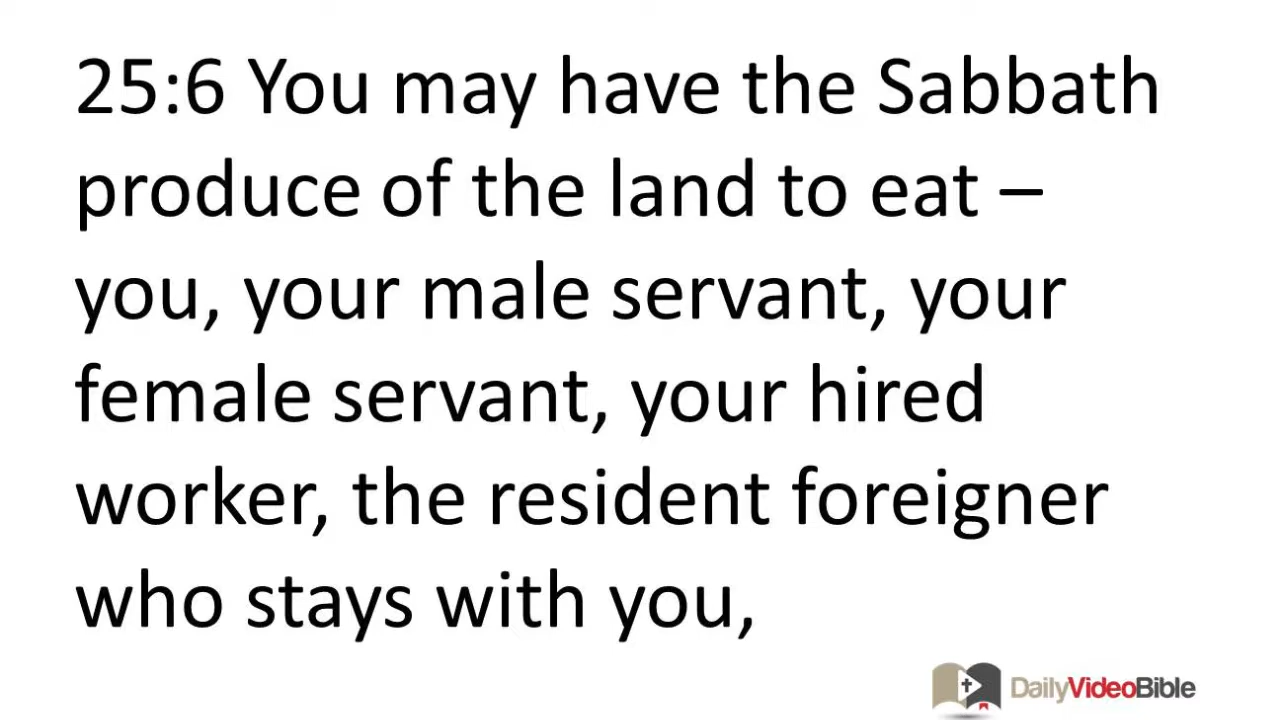 25:6 You may have the Sabbath
produce of the land to eat –
you, your male servant, your
female servant, your hired
worker, the resident foreigner
who stays with you,
DailyVideoBible